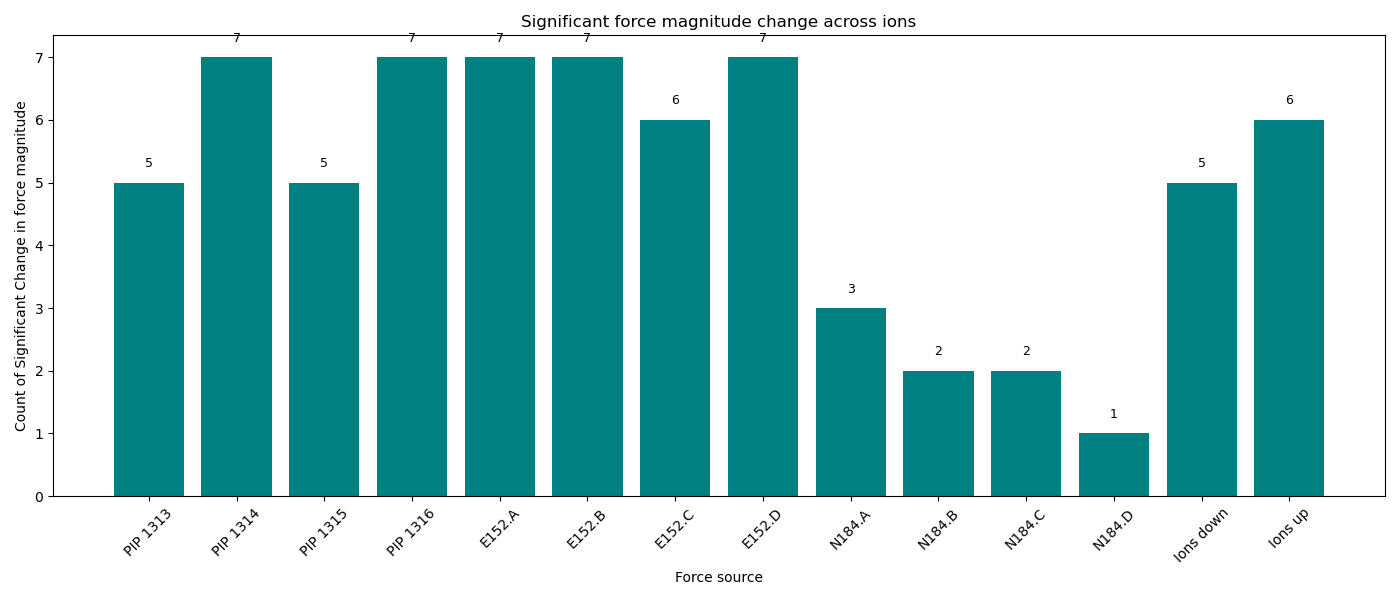 Significant force magnitude change across ions
Count of Significant Change in force magnitude
7
6
5
4
3
2
1
0
5
7
5
7
7
7
6
7
3
2
2
1
5
6
PIP 1313
PIP 1314
PIP 1315
PIP 1316
E152.A
E152.B
E152.C
E152.D
N184.A
N184.B
N184.C
N184.D
Ions down
Ions up
Force source